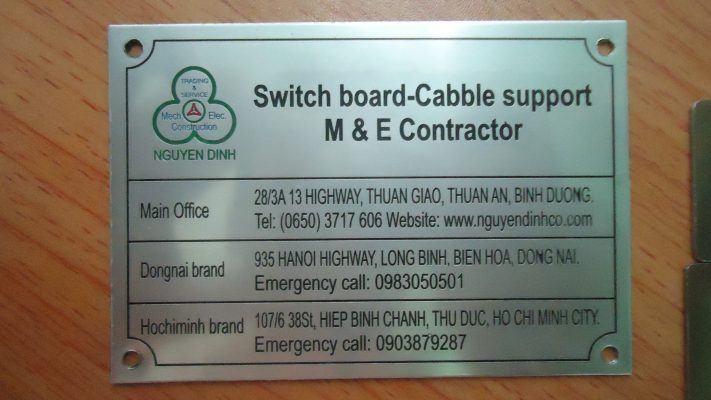 TRADING
&
SERVICE
Mech Elec.
Construction
NGUYEN DINH
Switch board-Cabble support
M & E Contractor
Main Office
28/3A 13 HIGHWAY, THUAN GIAO, THUAN AN, BINH DUONG.
Tel: (0650) 3717 606 Website: www.nguyendinhco.com
Dongnai brand
935 HANOI HIGHWAY, LONG BINH, BIEN HOA, DONG NAI.
Emergency call: 0983050501
Hochiminh brand
107/6 38St, HIEP BINH CHANH, THU DUC, HO CHI MINH CITY.
Emergency call: 0903879287